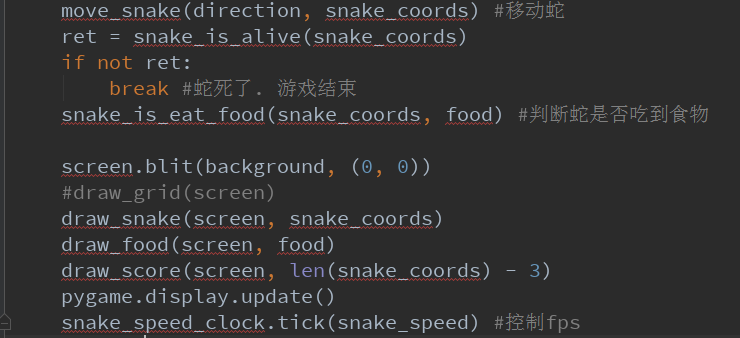 move_snake(direction, snake_coords) #移动蛇
ret = snake_is_alive(snake_coords)
if not ret:
break #蛇死了. 游戏结束
snake_is_eat_food(snake_coords, food) #判断蛇是否吃到食物
screen.blit(background, (0, 0))
#draw_grid(screen)
draw_snake(screen, snake_coords)
draw_food(screen, food)
draw_score(screen, len(snake_coords) - 3)
pygame.display.update()
snake_speed_clock.tick(snake_speed) #控制fps